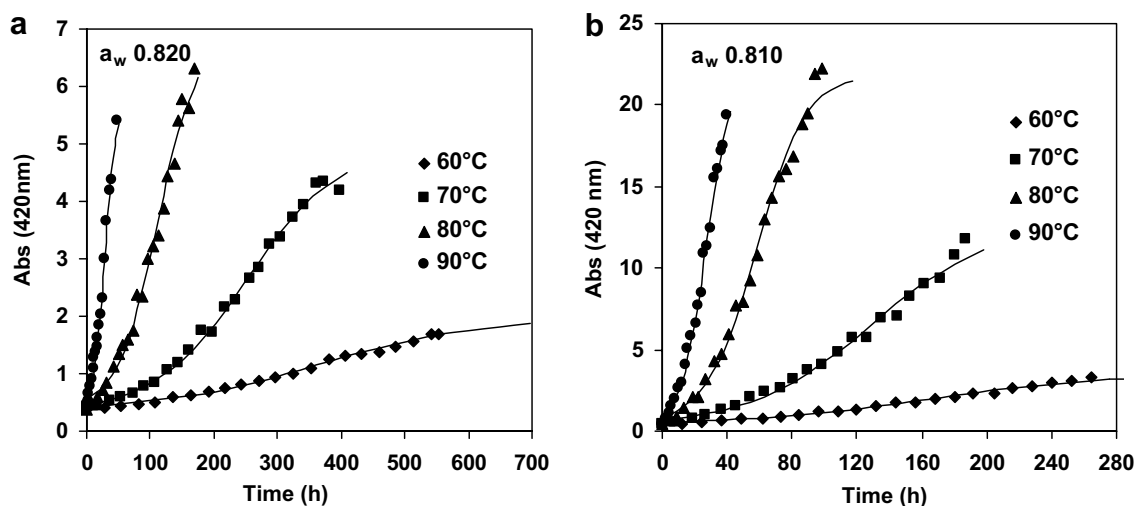 a
b
a_w 0.820
a_w 0.810
Abs (420nm)
7
6
5
4
3
2
1
0
0 100 200 300 400 500 600 700
Time (h)
60°C
70°C
80°C
90°C
Abs (420 nm)
25
20
15
10
5
0
0 40 80 120 160 200 240 280
Time (h)
60°C
70°C
80°C
90°C